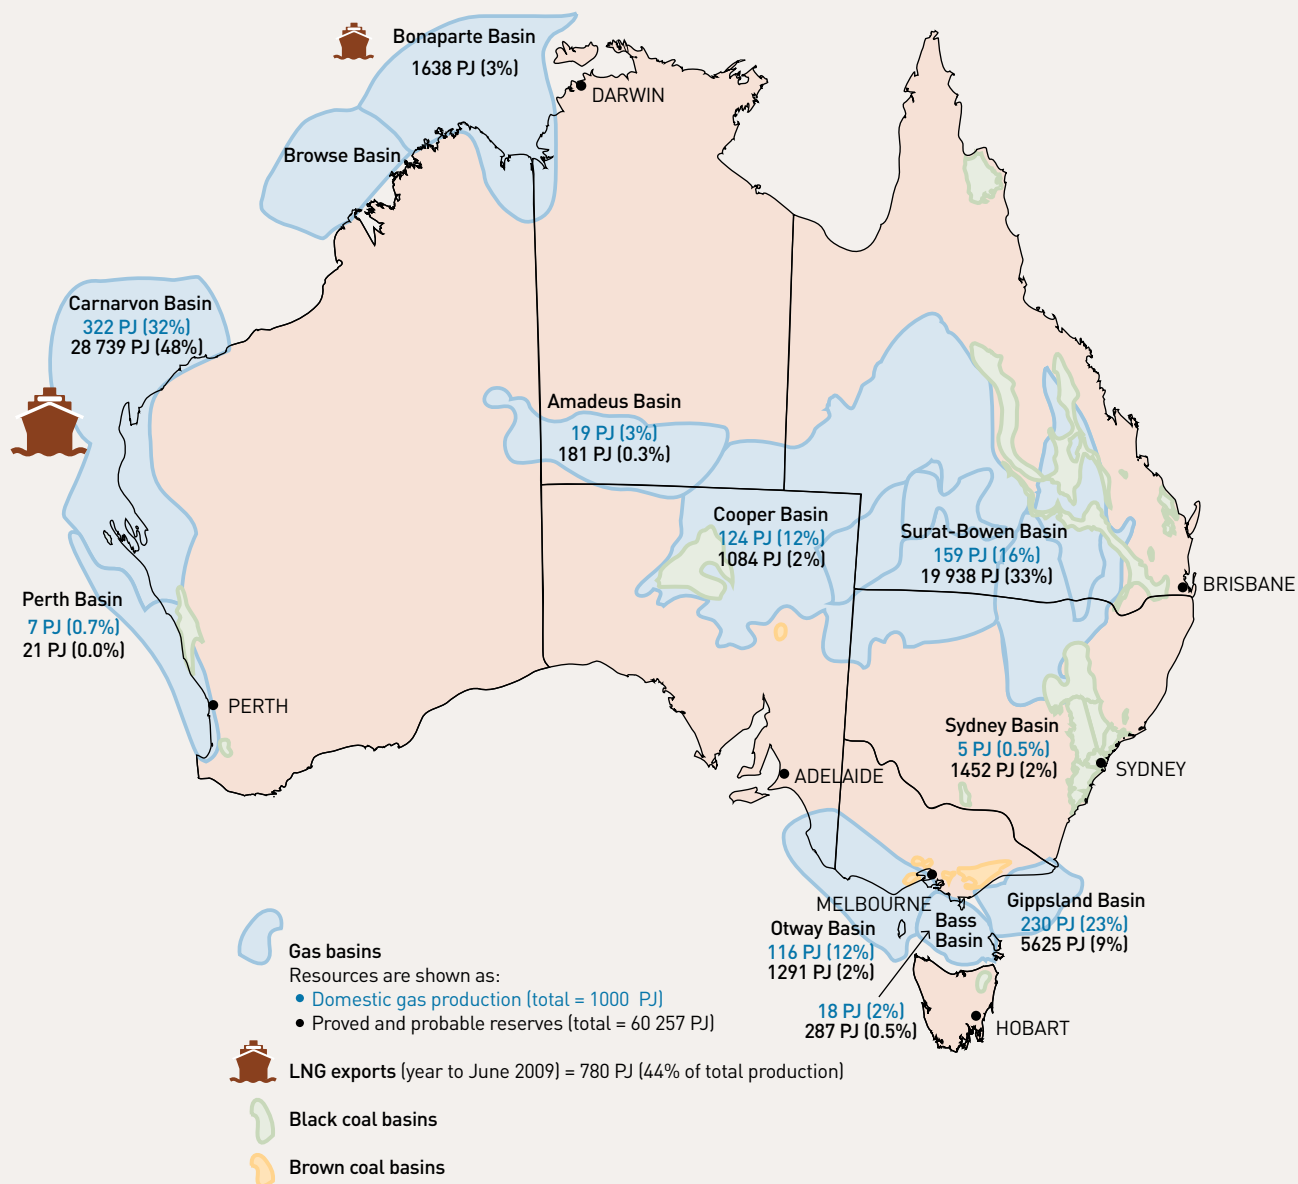 Bonaparte Basin
1638 PJ (3%)
DARWIN
Browse Basin
Carnarvon Basin
322 PJ (32%)
28 739 PJ (48%)
Amadeus Basin
19 PJ (3%)
181 PJ (0.3%)
Cooper Basin
124 PJ (12%)
1084 PJ (2%)
Surat-Bowen Basin
159 PJ (16%)
19 938 PJ (33%)
BRISBANE
Perth Basin
7 PJ (0.7%)
21 PJ (0.0%)
PERTH
Sydney Basin
5 PJ (0.5%)
1452 PJ (2%)
SYDNEY
ADELAIDE
MELBOURNE
Gippsland Basin
230 PJ (23%)
5625 PJ (9%)
Otway Basin
116 PJ (12%)
1291 PJ (2%)
Bass
Basin
18 PJ (2%)
287 PJ (0.5%)
HOBART
Gas basins
Resources are shown as:
• Domestic gas production (total = 1000 PJ)
• Proved and probable reserves (total = 60 257 PJ)
LNG exports (year to June 2009) = 780 PJ (44% of total production)
Black coal basins
Brown coal basins